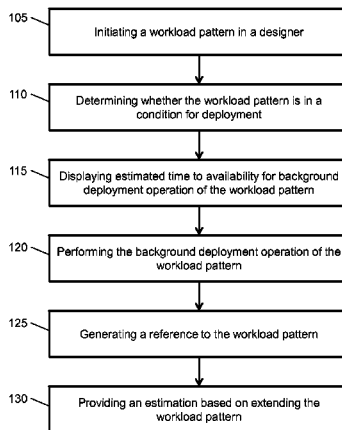 105
Initiating a workload pattern in a designer
110
Determining whether the workload pattern is in a
condition for deployment
115
Displaying estimated time to availability for background
deployment operation of the workload pattern
120
Performing the background deployment operation of the
workload pattern
125
Generating a reference to the workload pattern
130
Providing an estimation based on extending the
workload pattern